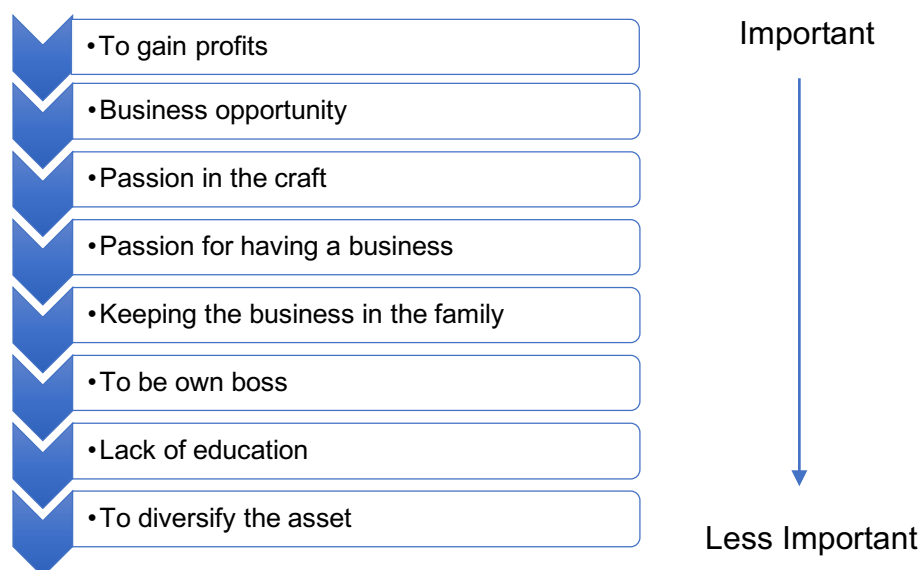 •To gain profits
Important
•Business opportunity
•Passion in the craft
•Passion for having a business
•Keeping the business in the family
•To be own boss
•Lack of education
•To diversify the asset
Less Important